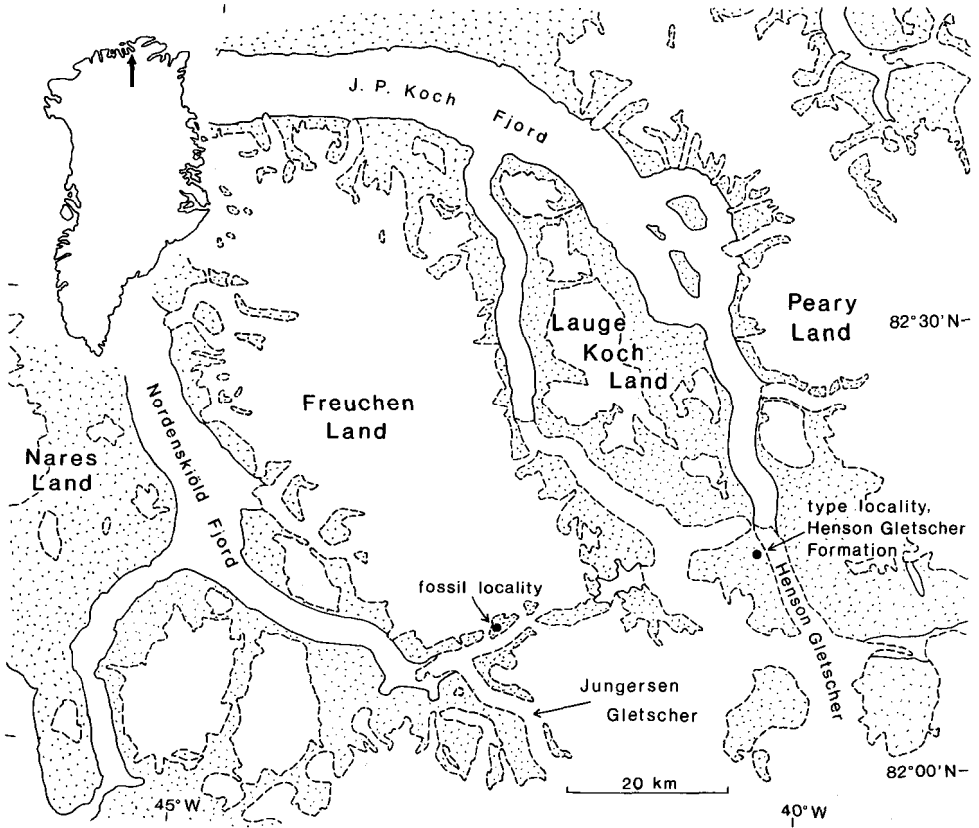 J. P. Koch
Fjord
Peary
Land
82°30'N
Lauge
Koch
Land
Freuchen
Land
Nordenskiöld
Fjord
Nares
Land
type locality,
Henson Gletscher
Formation
fossil locality
Henson Gletscher
Jungersen
Gletscher
82°00'N
20 km
45°W
40°W